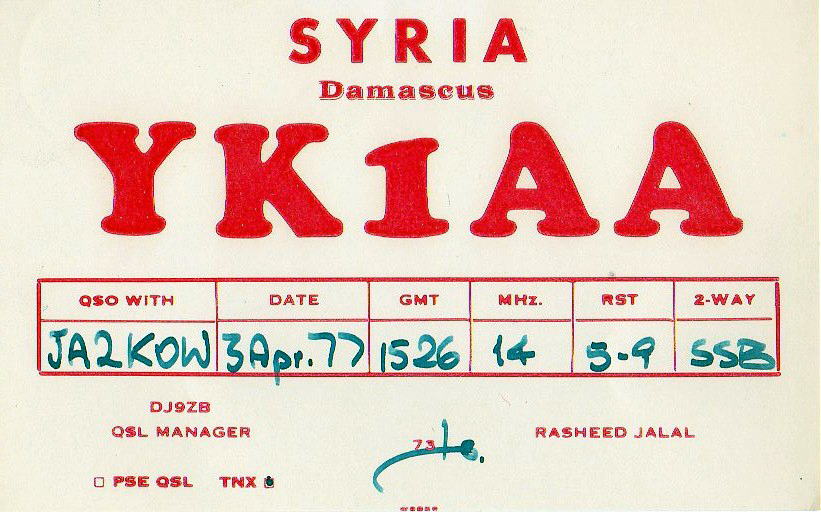 SYRIA
Damascus
YK1AA
QSO WITH DATE GMT MHz. RST 2-WAY
JA2KOW 3Apr.77 1526 14 5-9 SSB
DJ9ZB
QSL MANAGER
73
RASHEED JALAL
PSE QSL TNX